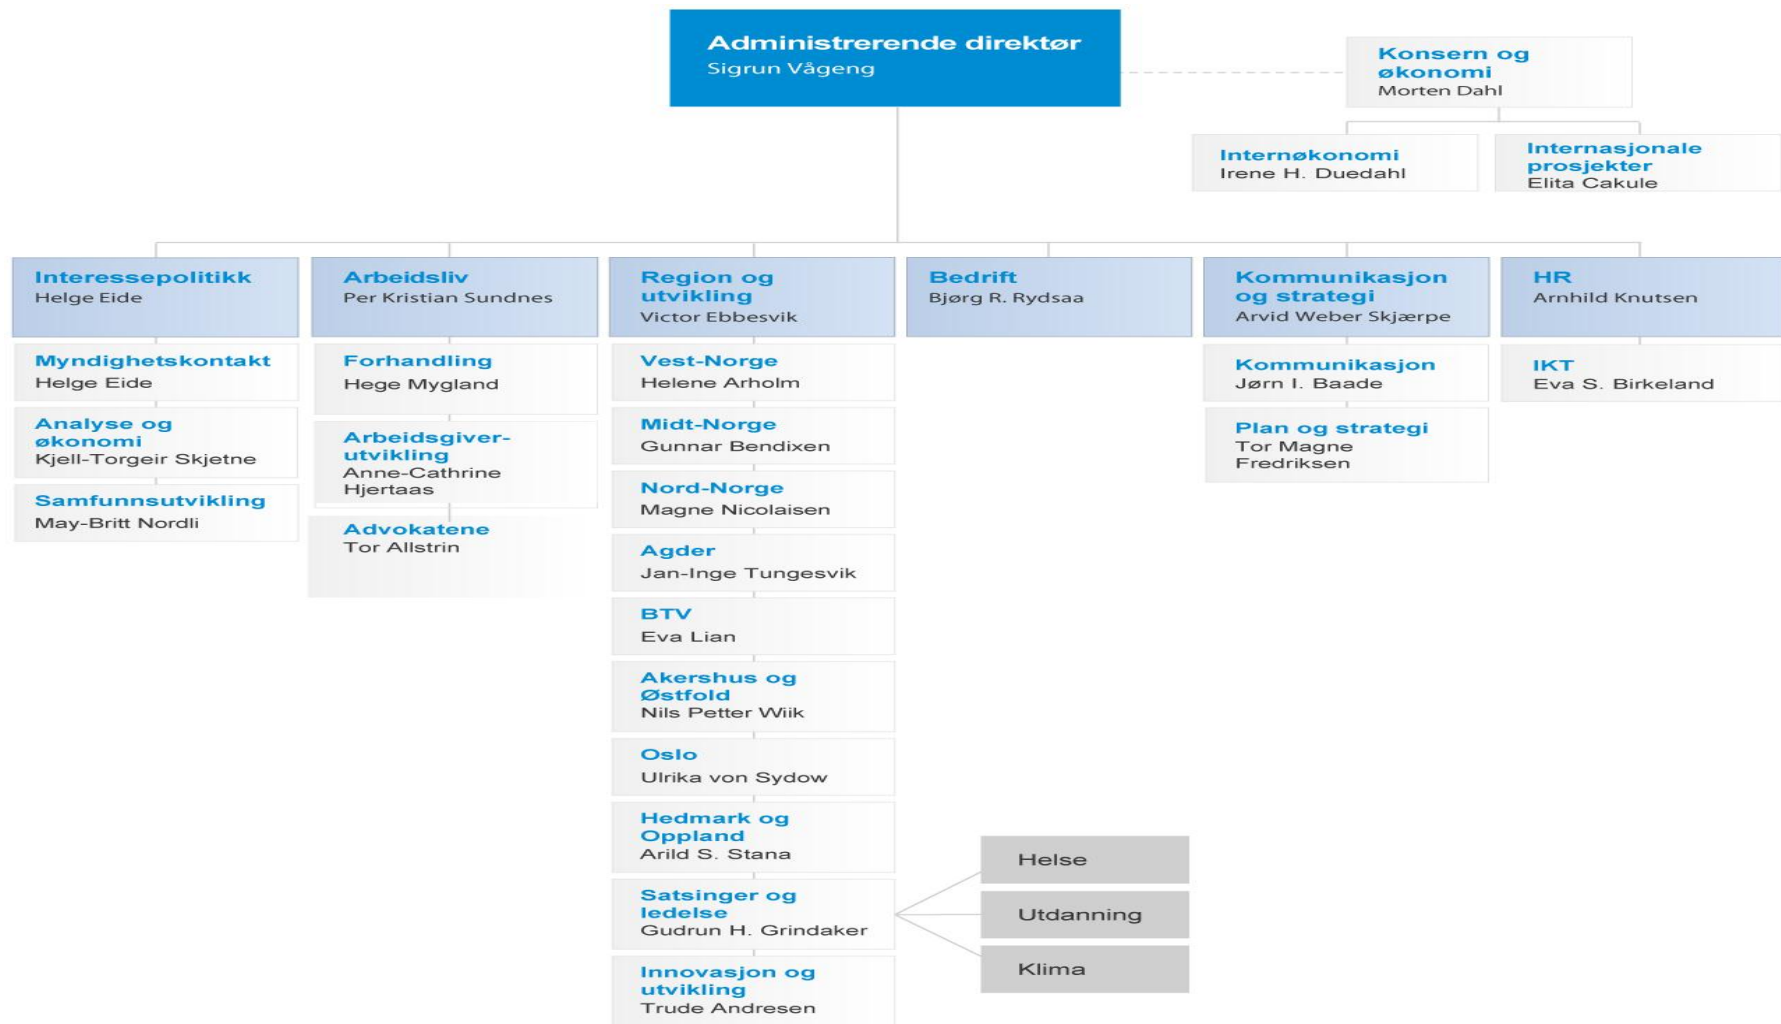 Administrerende direktør
Sigrun Vågeng
Konsern og
økonomi
Morten Dahl
Internøkonomi
Irene H. Duedahl
Internasjonale
prosjekter
Elita Cakule
Interessepolitikk
Helge Eide
Myndighetskontakt
Helge Eide
Analyse og
økonomi
Kjell-Torgeir Skjetne
Samfunnsutvikling
May-Britt Nordli
Arbeidsliv
Per Kristian Sundnes
Forhandling
Hege Mygland
Arbeidsgiver-
utvikling
Anne-Cathrine
Hjertaas
Advokatene
Tor Allstrin
Region og
utvikling
Victor Ebbesvik
Vest-Norge
Helene Arholm
Midt-Norge
Gunnar Bendixen
Nord-Norge
Magne Nicolaisen
Agder
Jan-Inge Tungesvik
BTV
Eva Lian
Akershus og
Østfold
Nils Petter Wiik
Oslo
Ulrika von Sydow
Hedmark og
Oppland
Arild S. Stana
Satsinger og
ledelse
Gudrun H. Grindaker
Helse
Utdanning
Klima
Innovasjon og
utvikling
Trude Andresen
Bedrift
Bjørg R. Rydsaa
Kommunikasjon
og strategi
Arvid Weber Skjærpe
Kommunikasjon
Jørn I. Baade
Plan og strategi
Tor Magne
Fredriksen
HR
Arnhild Knutsen
IKT
Eva S. Birkeland